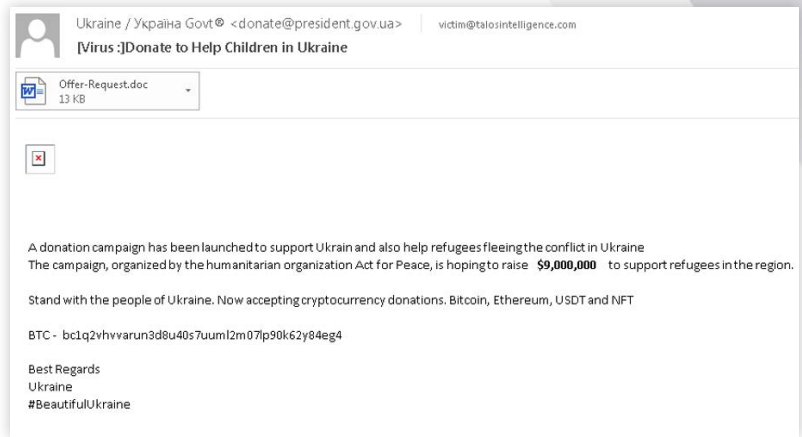 Ukraine / Україна Govt® <donate@president.gov.ua>
victim@talosintelligence.com
[Virus :]Donate to Help Children in Ukraine
Offer-Request.doc
13 KB
A donation campaign has been launched to support Ukrain and also help refugees fleeing the conflict in Ukraine
The campaign, organized by the humanitarian organization Act for Peace, is hoping to raise $9,000,000 to support refugees in the region.
Stand with the people of Ukraine. Now accepting cryptocurrency donations. Bitcoin, Ethereum, USDT and NFT
BTC - bc1q2vhvvarun3d8u40s7uuml2m07lp90k62y84eg4
Best Regards
Ukraine
#BeautifulUkraine